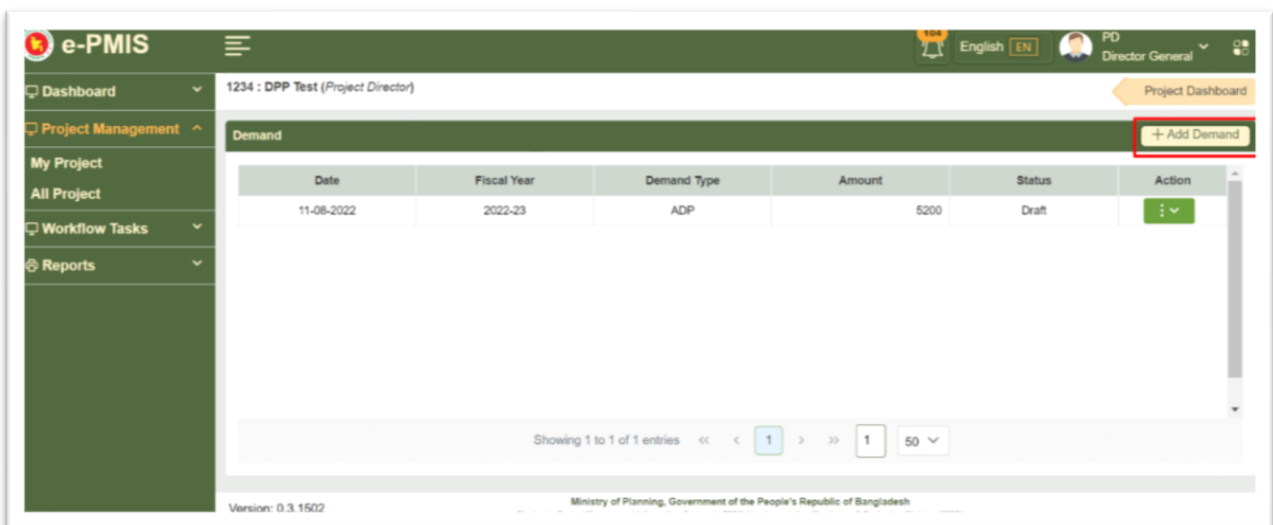 e-PMIS
104
English EN
PD
Director General
Dashboard
1234 : DPP Test (Project Director)
Project Dashboard
Project Management
Demand
+ Add Demand
My Project
All Project
Date Fiscal Year Demand Type Amount Status Action
11-08-2022 2022-23 ADP 5200 Draft
Workflow Tasks
Reports
Showing 1 to 1 of 1 entries << < 1 > >> 1 50
Version: 0.3.1502
Ministry of Planning, Government of the People's Republic of Bangladesh